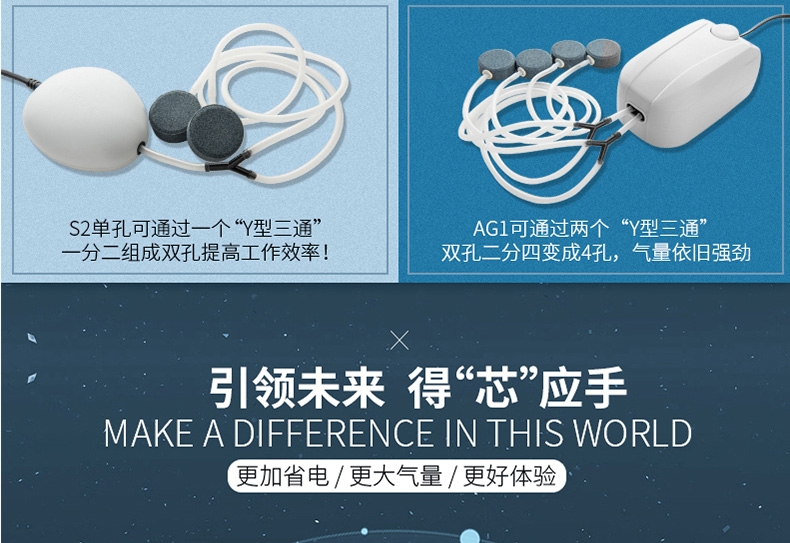 S2单孔可通过一个“Y型三通”
一分二组成双孔提高工作效率！
AG1可通过两个“Y型三通”
双孔二分四变成4孔，气量依旧强劲
引领未来 得“芯”应手
MAKE A DIFFERENCE IN THIS WORLD
更加省电 / 更大气量 / 更好体验